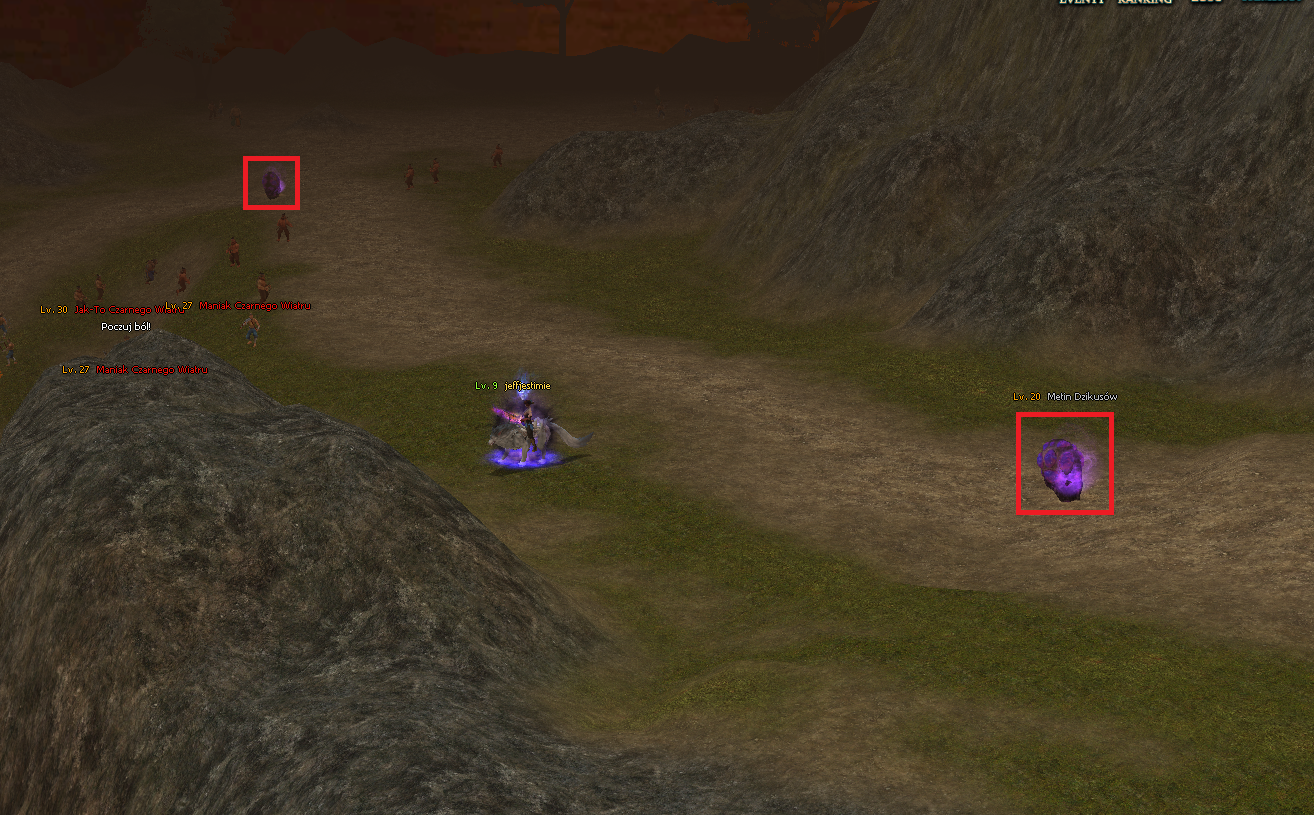 EVENTY RANKING
Lv. 30 Jak-To Czarnego Wiatru
Lv. 27 Maniak Czarnego Wiatru
Poczuj ból!
Lv. 27 Maniak Czarnego Wiatru
Lv. 9 jeffjestimie
Lv. 20 Metin Dzikusów